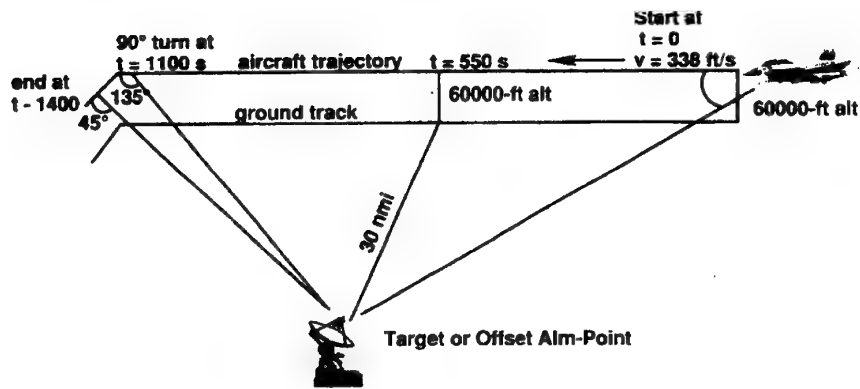 Start at
t = 0
v = 338 ft/s
90° turn at
t = 1100 s
aircraft trajectory
t = 550 s
end at
t - 1400
135°
45°
60000-ft alt
60000-ft alt
ground track
30 nmi
Target or Offset Aim-Point